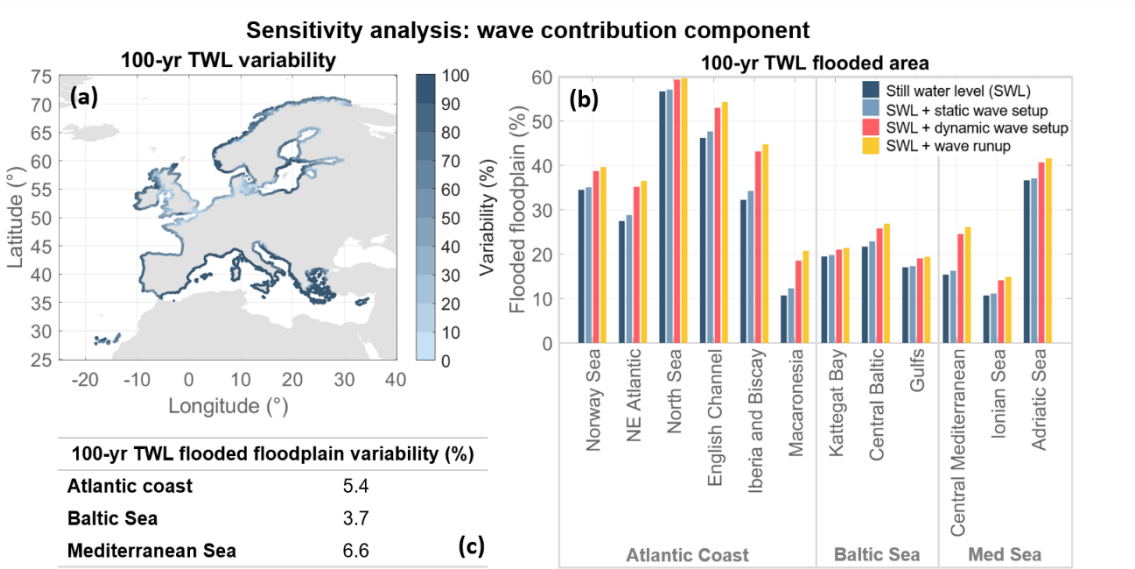 Sensitivity analysis: wave contribution component
100-yr TWL variability
(a)
75
70
65
60
55
50
45
40
35
30
25
Latitude (°)
-20 -10 0 10 20 30 40
Longitude (°)
100
90
80
70
60
50
40
30
20
10
0
Variability (%)
100-yr TWL flooded area
(b)
60
50
40
30
20
10
0
Flooded floodplain (%)
Still water level (SWL)
SWL + static wave setup
SWL + dynamic wave setup
SWL + wave runup
Norway Sea
NE Atlantic
North Sea
English Channel
Iberia and Biscay
Macaronesia
Kattegat Bay
Central Baltic
Gulfs
Central Mediterranean
Ionian Sea
Adriatic Sea
Atlantic Coast
Baltic Sea
Med Sea
100-yr TWL flooded floodplain variability (%)
Atlantic coast 5.4
Baltic Sea 3.7
Mediterranean Sea 6.6
(c)